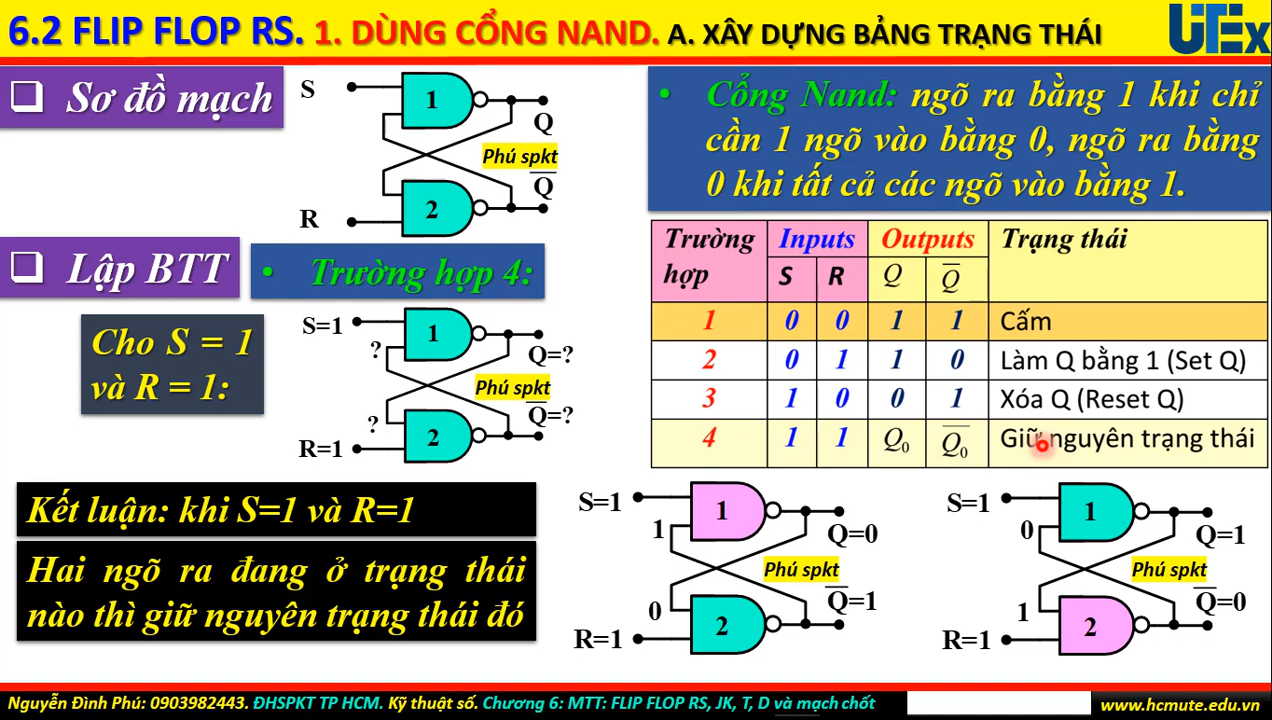 6.2 FLIP FLOP RS. 1. DÙNG CỔNG NAND. A. XÂY DỰNG BẢNG TRẠNG THÁI
UTEx
Sơ đồ mạch
S
1
Q
Phú spkt
Q̅
2
R
• Cổng Nand: ngõ ra bằng 1 khi chỉ
cần 1 ngõ vào bằng 0, ngõ ra bằng
0 khi tất cả các ngõ vào bằng 1.
Lập BTT
• Trường hợp 4:
Cho S = 1
và R = 1:
S=1
1
?
Q=?
Phú spkt
Q̅=?
?
2
R=1
Trường hợp Inputs Outputs Trạng thái
S R Q Q̅
1 0 0 1 1 Cấm
2 0 1 1 0 Làm Q bằng 1 (Set Q)
3 1 0 0 1 Xóa Q (Reset Q)
4 1 1 Q₀ Q̅₀ Giữ nguyên trạng thái
Kết luận: khi S=1 và R=1
Hai ngõ ra đang ở trạng thái
nào thì giữ nguyên trạng thái đó
S=1
1
1
Q=0
Phú spkt
Q̅=1
0
2
R=1
S=1
1
0
Q=1
Phú spkt
Q̅=0
1
2
R=1
Nguyễn Đình Phú: 0903982443. ĐHSPKT TP HCM. Kỹ thuật số. Chương 6: MTT: FLIP FLOP RS, JK, T, D và mạch chốt
www.hcmute.edu.vn